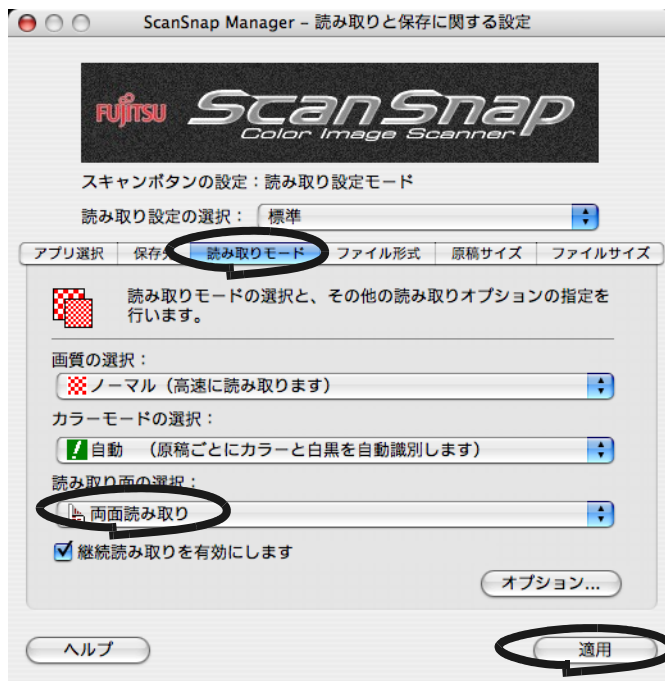 ScanSnap Manager – 読み取りと保存に関する設定
FUJITSU ScanSnap
Color Image Scanner
スキャンボタンの設定：読み取り設定モード
読み取り設定の選択： 標準
アプリ選択 保存先 読み取りモード ファイル形式 原稿サイズ ファイルサイズ
読み取りモードの選択と、その他の読み取りオプションの指定を
行います。
画質の選択：
ノーマル（高速に読み取ります）
カラーモードの選択：
自動 （原稿ごとにカラーと白黒を自動識別します）
読み取り面の選択：
両面読み取り
継続読み取りを有効にします
オプション...
ヘルプ 適用